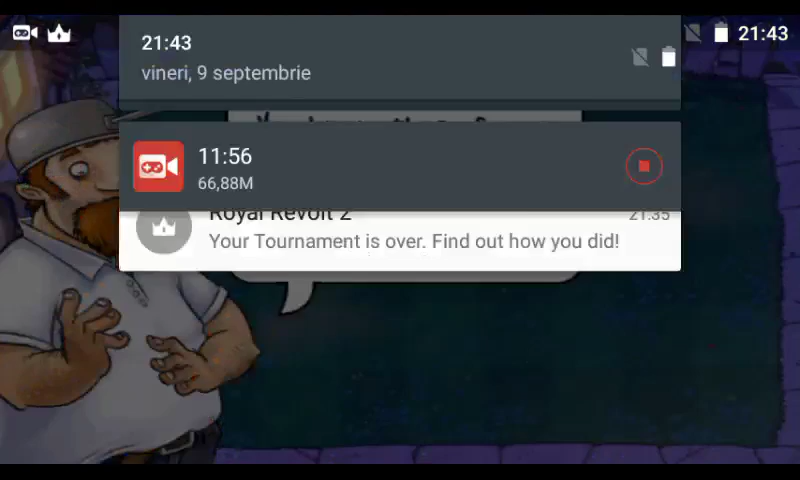 21:43
21:43
vineri, 9 septembrie
11:56
66,88M
Royal Revolt 2
21:35
Your Tournament is over. Find out how you did!